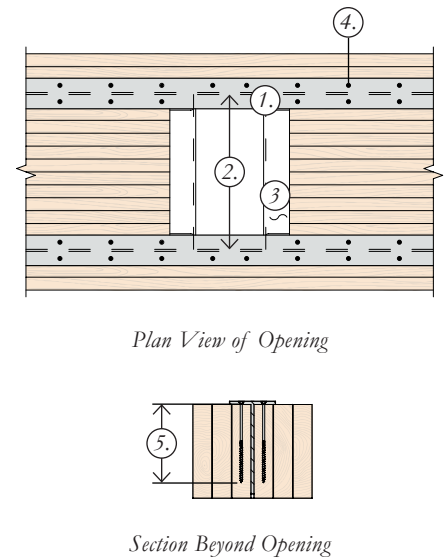 4.
1.
2.
3
Plan View of Opening
5.
Section Beyond Opening